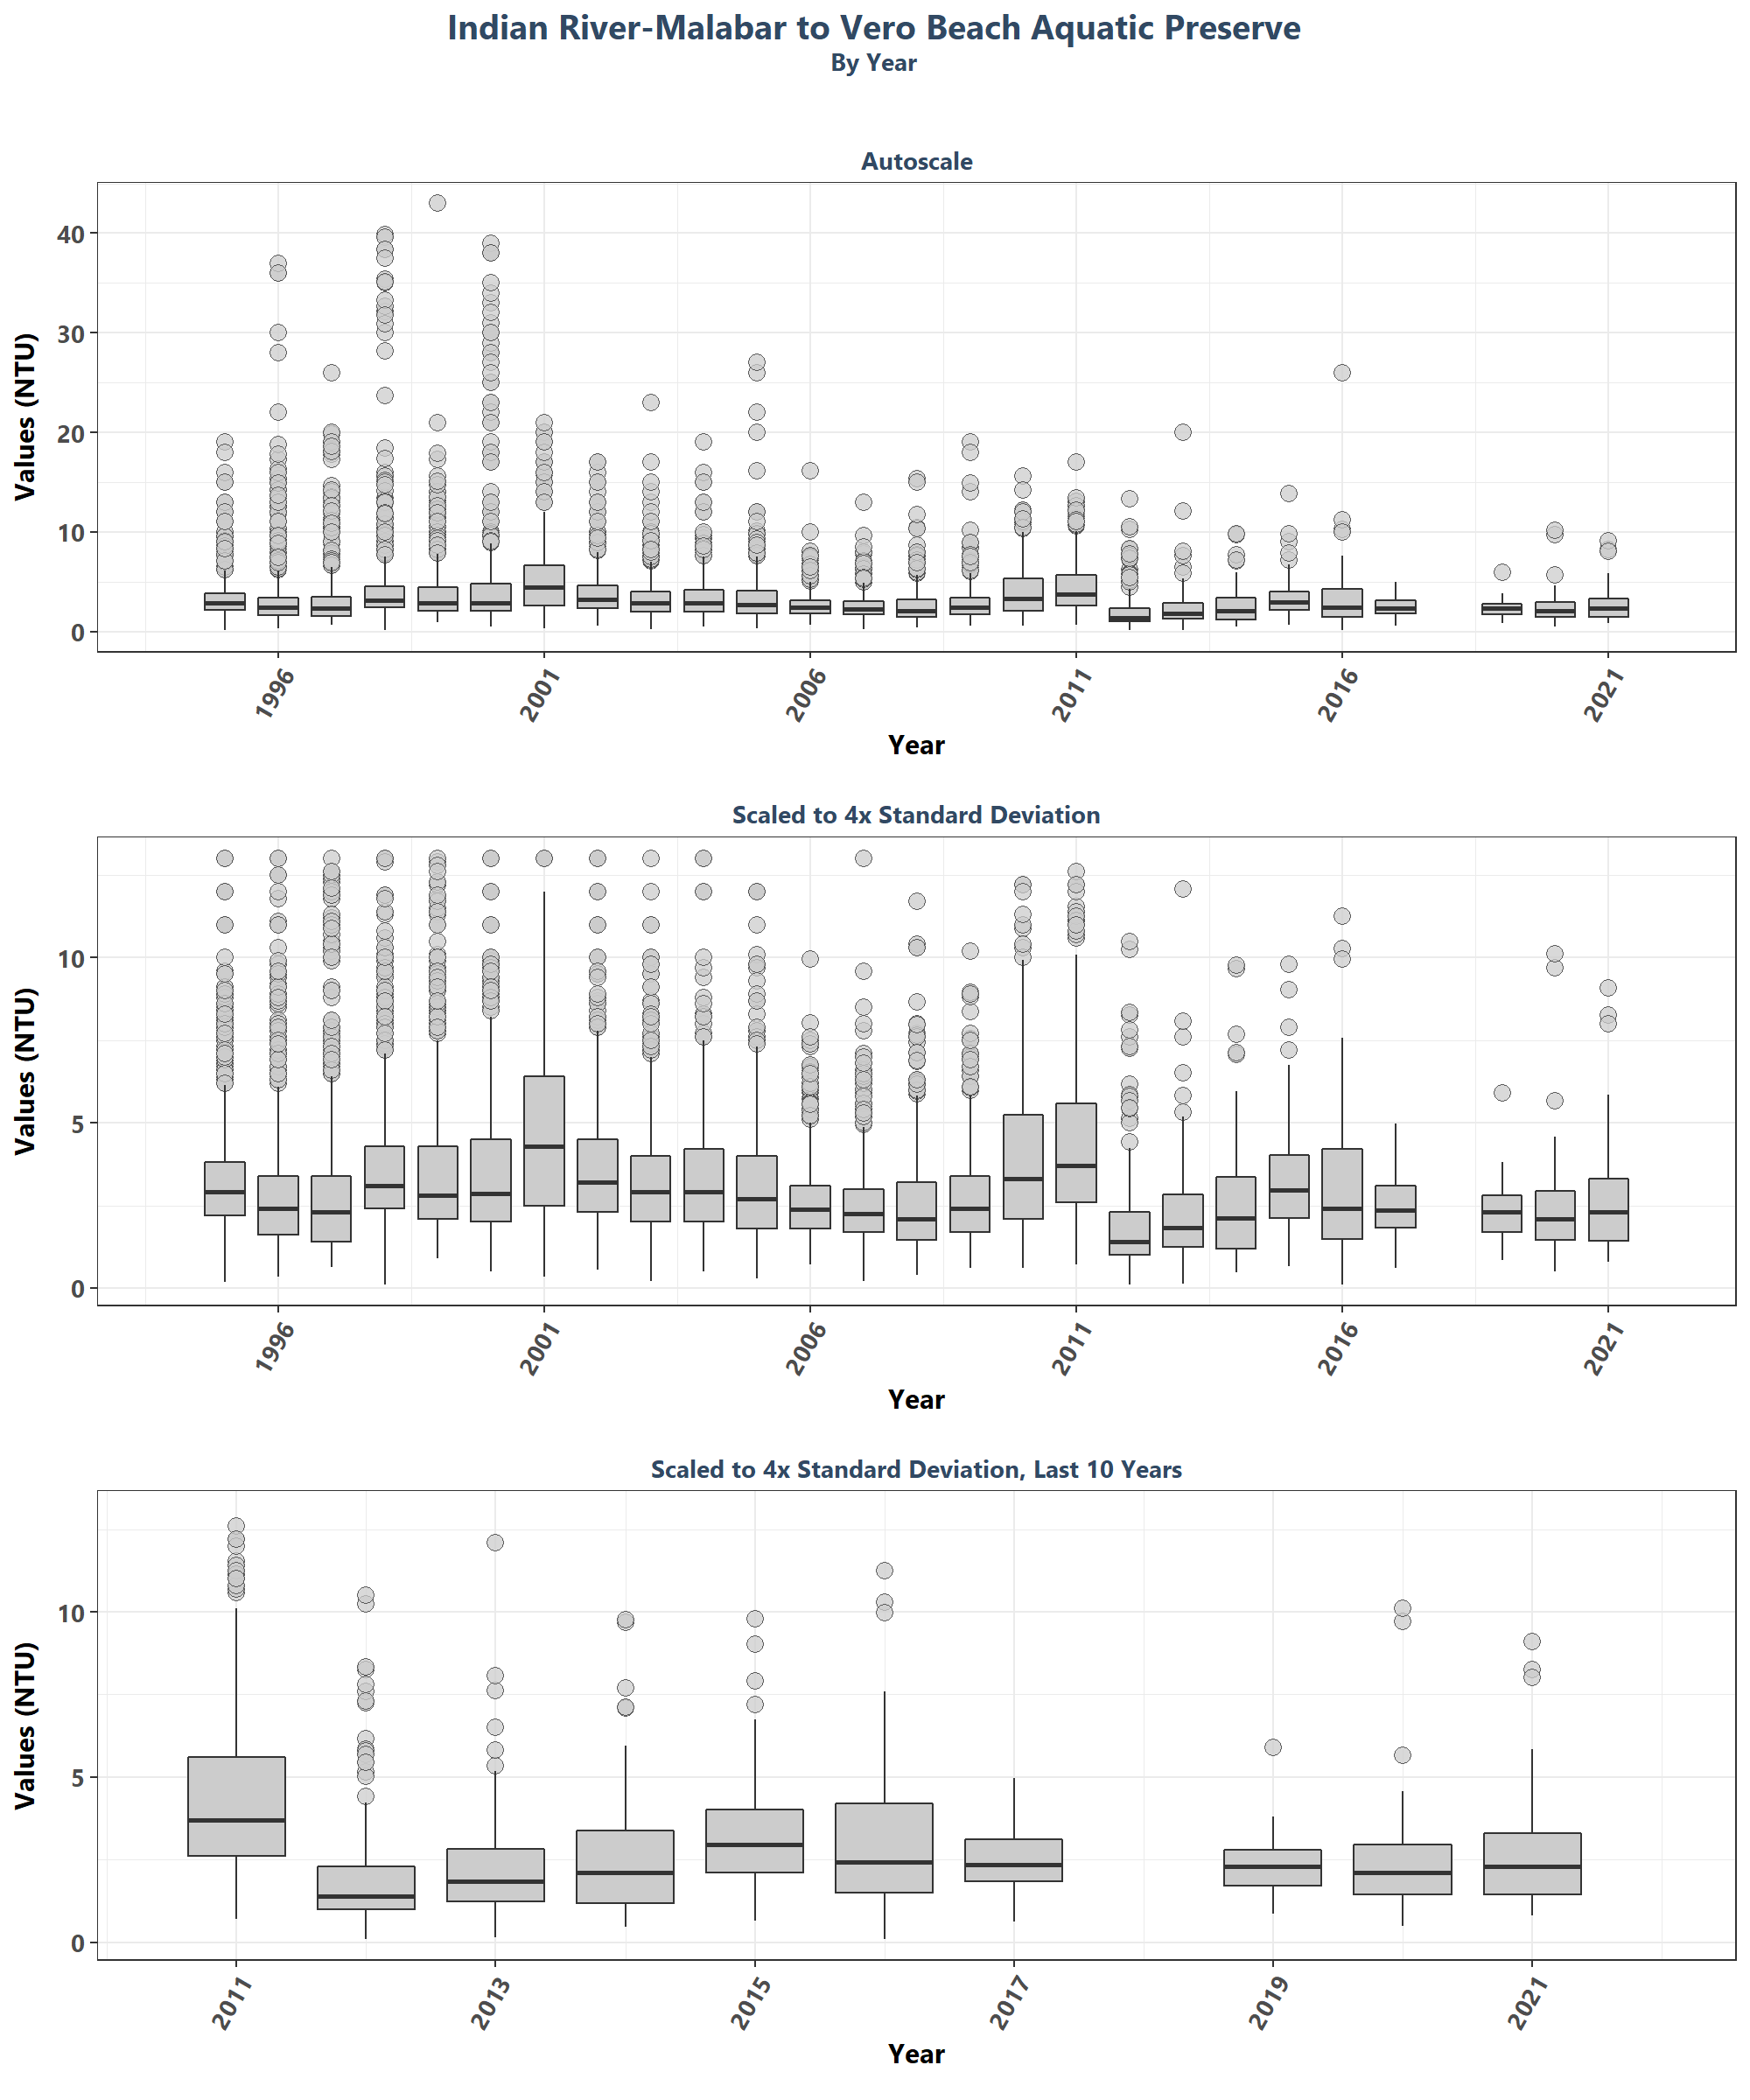 Indian River-Malabar to Vero Beach Aquatic Preserve
By Year
Autoscale
Values (NTU)
40
30
20
10
0
1996
2001
2006
2011
2016
2021
Year
Scaled to 4x Standard Deviation
Values (NTU)
10
5
0
1996
2001
2006
2011
2016
2021
Year
Scaled to 4x Standard Deviation, Last 10 Years
Values (NTU)
10
5
0
2011
2013
2015
2017
2019
2021
Year